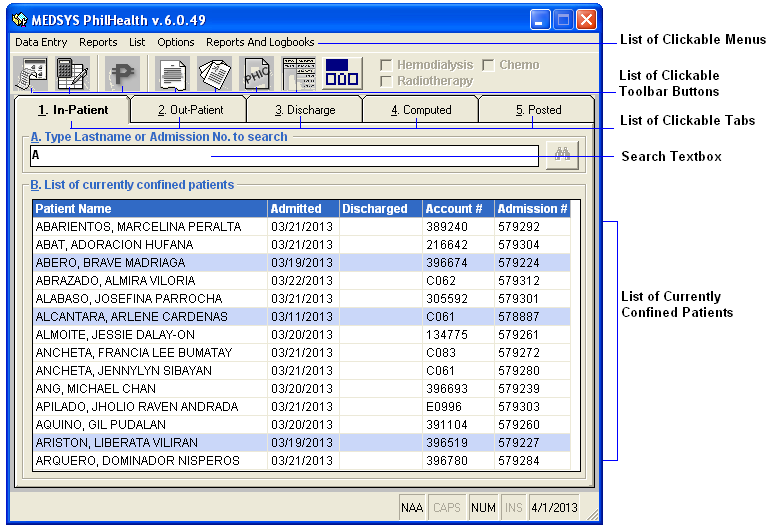 MEDSYS PhilHealth v.6.0.49
Data Entry Reports List Options Reports And Logbooks
List of Clickable Menus
PHIC
Hemodialysis Chemo
Radiotherapy
List of Clickable
Toolbar Buttons
1. In-Patient 2. Out-Patient 3. Discharge 4. Computed 5. Posted
List of Clickable Tabs
A. Type Lastname or Admission No. to search
A
Search Textbox
B. List of currently confined patients
Patient Name Admitted Discharged Account # Admission #
ABARIENTOS, MARCELINA PERALTA 03/21/2013 389240 579292
ABAT, ADORACION HUFANA 03/21/2013 216642 579304
ABERO, BRAVE MADRIAGA 03/19/2013 396674 579224
ABRAZADO, ALMIRA VILORIA 03/22/2013 C062 579312
ALABASO, JOSEFINA PARROCHA 03/21/2013 305592 579301
ALCANTARA, ARLENE CARDENAS 03/11/2013 C061 578887
ALMOITE, JESSIE DALAY-ON 03/20/2013 134775 579261
ANCHETA, FRANCIA LEE BUMATAY 03/21/2013 C083 579272
ANCHETA, JENNYLYN SIBAYAN 03/21/2013 C061 579280
ANG, MICHAEL CHAN 03/20/2013 396693 579239
APILADO, JHOLIO RAVEN ANDRADA 03/21/2013 E0996 579303
AQUINO, GIL PUDALAN 03/20/2013 391104 579260
ARISTON, LIBERATA VILIRAN 03/19/2013 396519 579227
ARQUERO, DOMINADOR NISPEROS 03/21/2013 396780 579284
List of Currently
Confined Patients
NAA CAPS NUM INS 4/1/2013